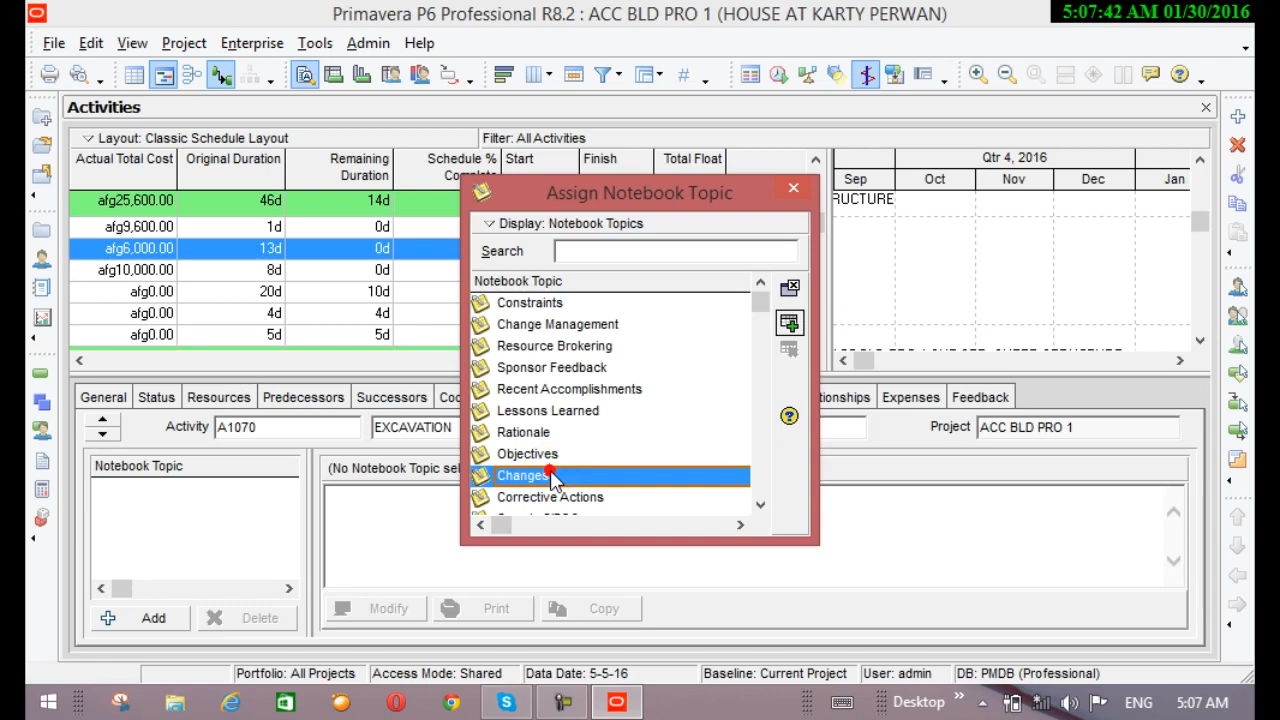 Primavera P6 Professional R8.2 : ACC BLD PRO 1 (HOUSE AT KARTY PERWAN)
5:07:42 AM 01/30/2016
File Edit View Project Enterprise Tools Admin Help
Activities
Layout: Classic Schedule Layout
Filter: All Activities
Actual Total Cost Original Duration Remaining Duration Schedule % Start Finish Total Float
Qtr 4, 2016
Sep Oct Nov Dec Jan
afg25,600.00 46d 14d
afg9,600.00 1d 0d
afg6,000.00 13d 0d
afg10,000.00 8d 0d
afg0.00 20d 10d
afg0.00 4d 4d
afg0.00 5d 5d
Assign Notebook Topic
Display: Notebook Topics
Search
Notebook Topic
Constraints
Change Management
Resource Brokering
Sponsor Feedback
Recent Accomplishments
Lessons Learned
Rationale
Objectives
Changes
Corrective Actions
General Status Resources Predecessors Successors Expenses Feedback
Activity A1070 EXCAVATION Project ACC BLD PRO 1
Notebook Topic
(No Notebook Topic
Add Delete
Modify Print Copy
Portfolio: All Projects Access Mode: Shared Data Date: 5-5-16 Baseline: Current Project User: admin DB: PMDB (Professional)
Desktop ENG 5:07 AM